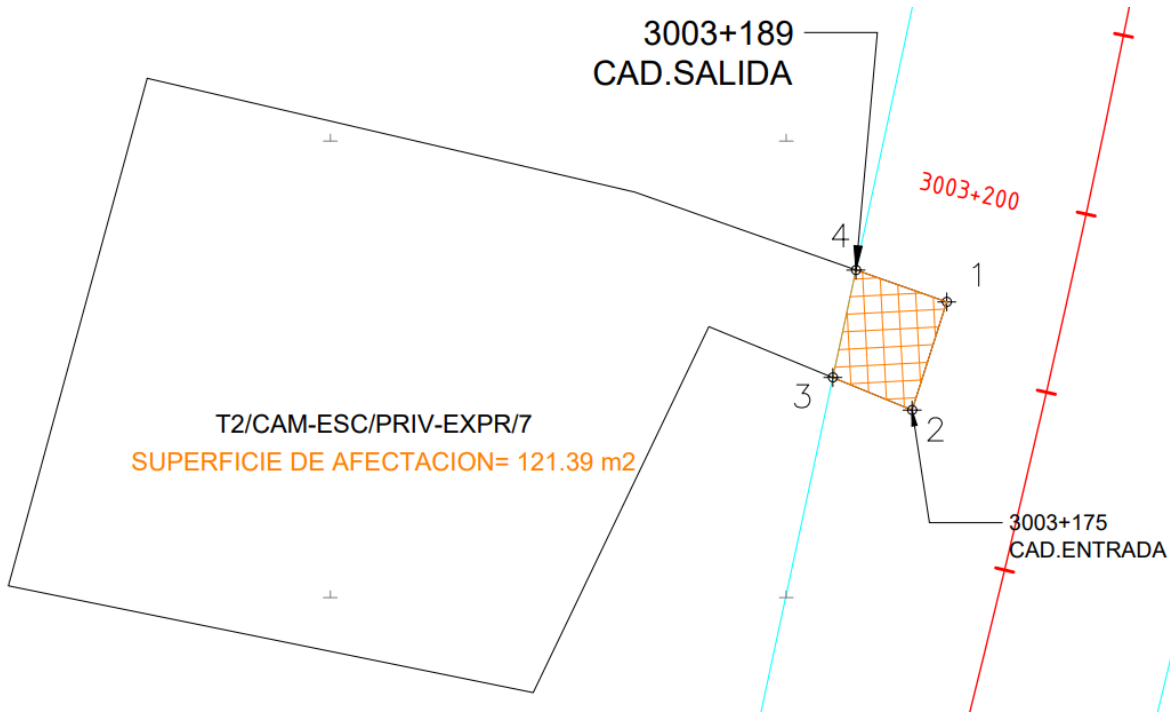 3003+189
CAD.SALIDA
3003+200
4
1
3
2
T2/CAM-ESC/PRIV-EXPR/7
SUPERFICIE DE AFECTACION= 121.39 m2
3003+175
CAD.ENTRADA